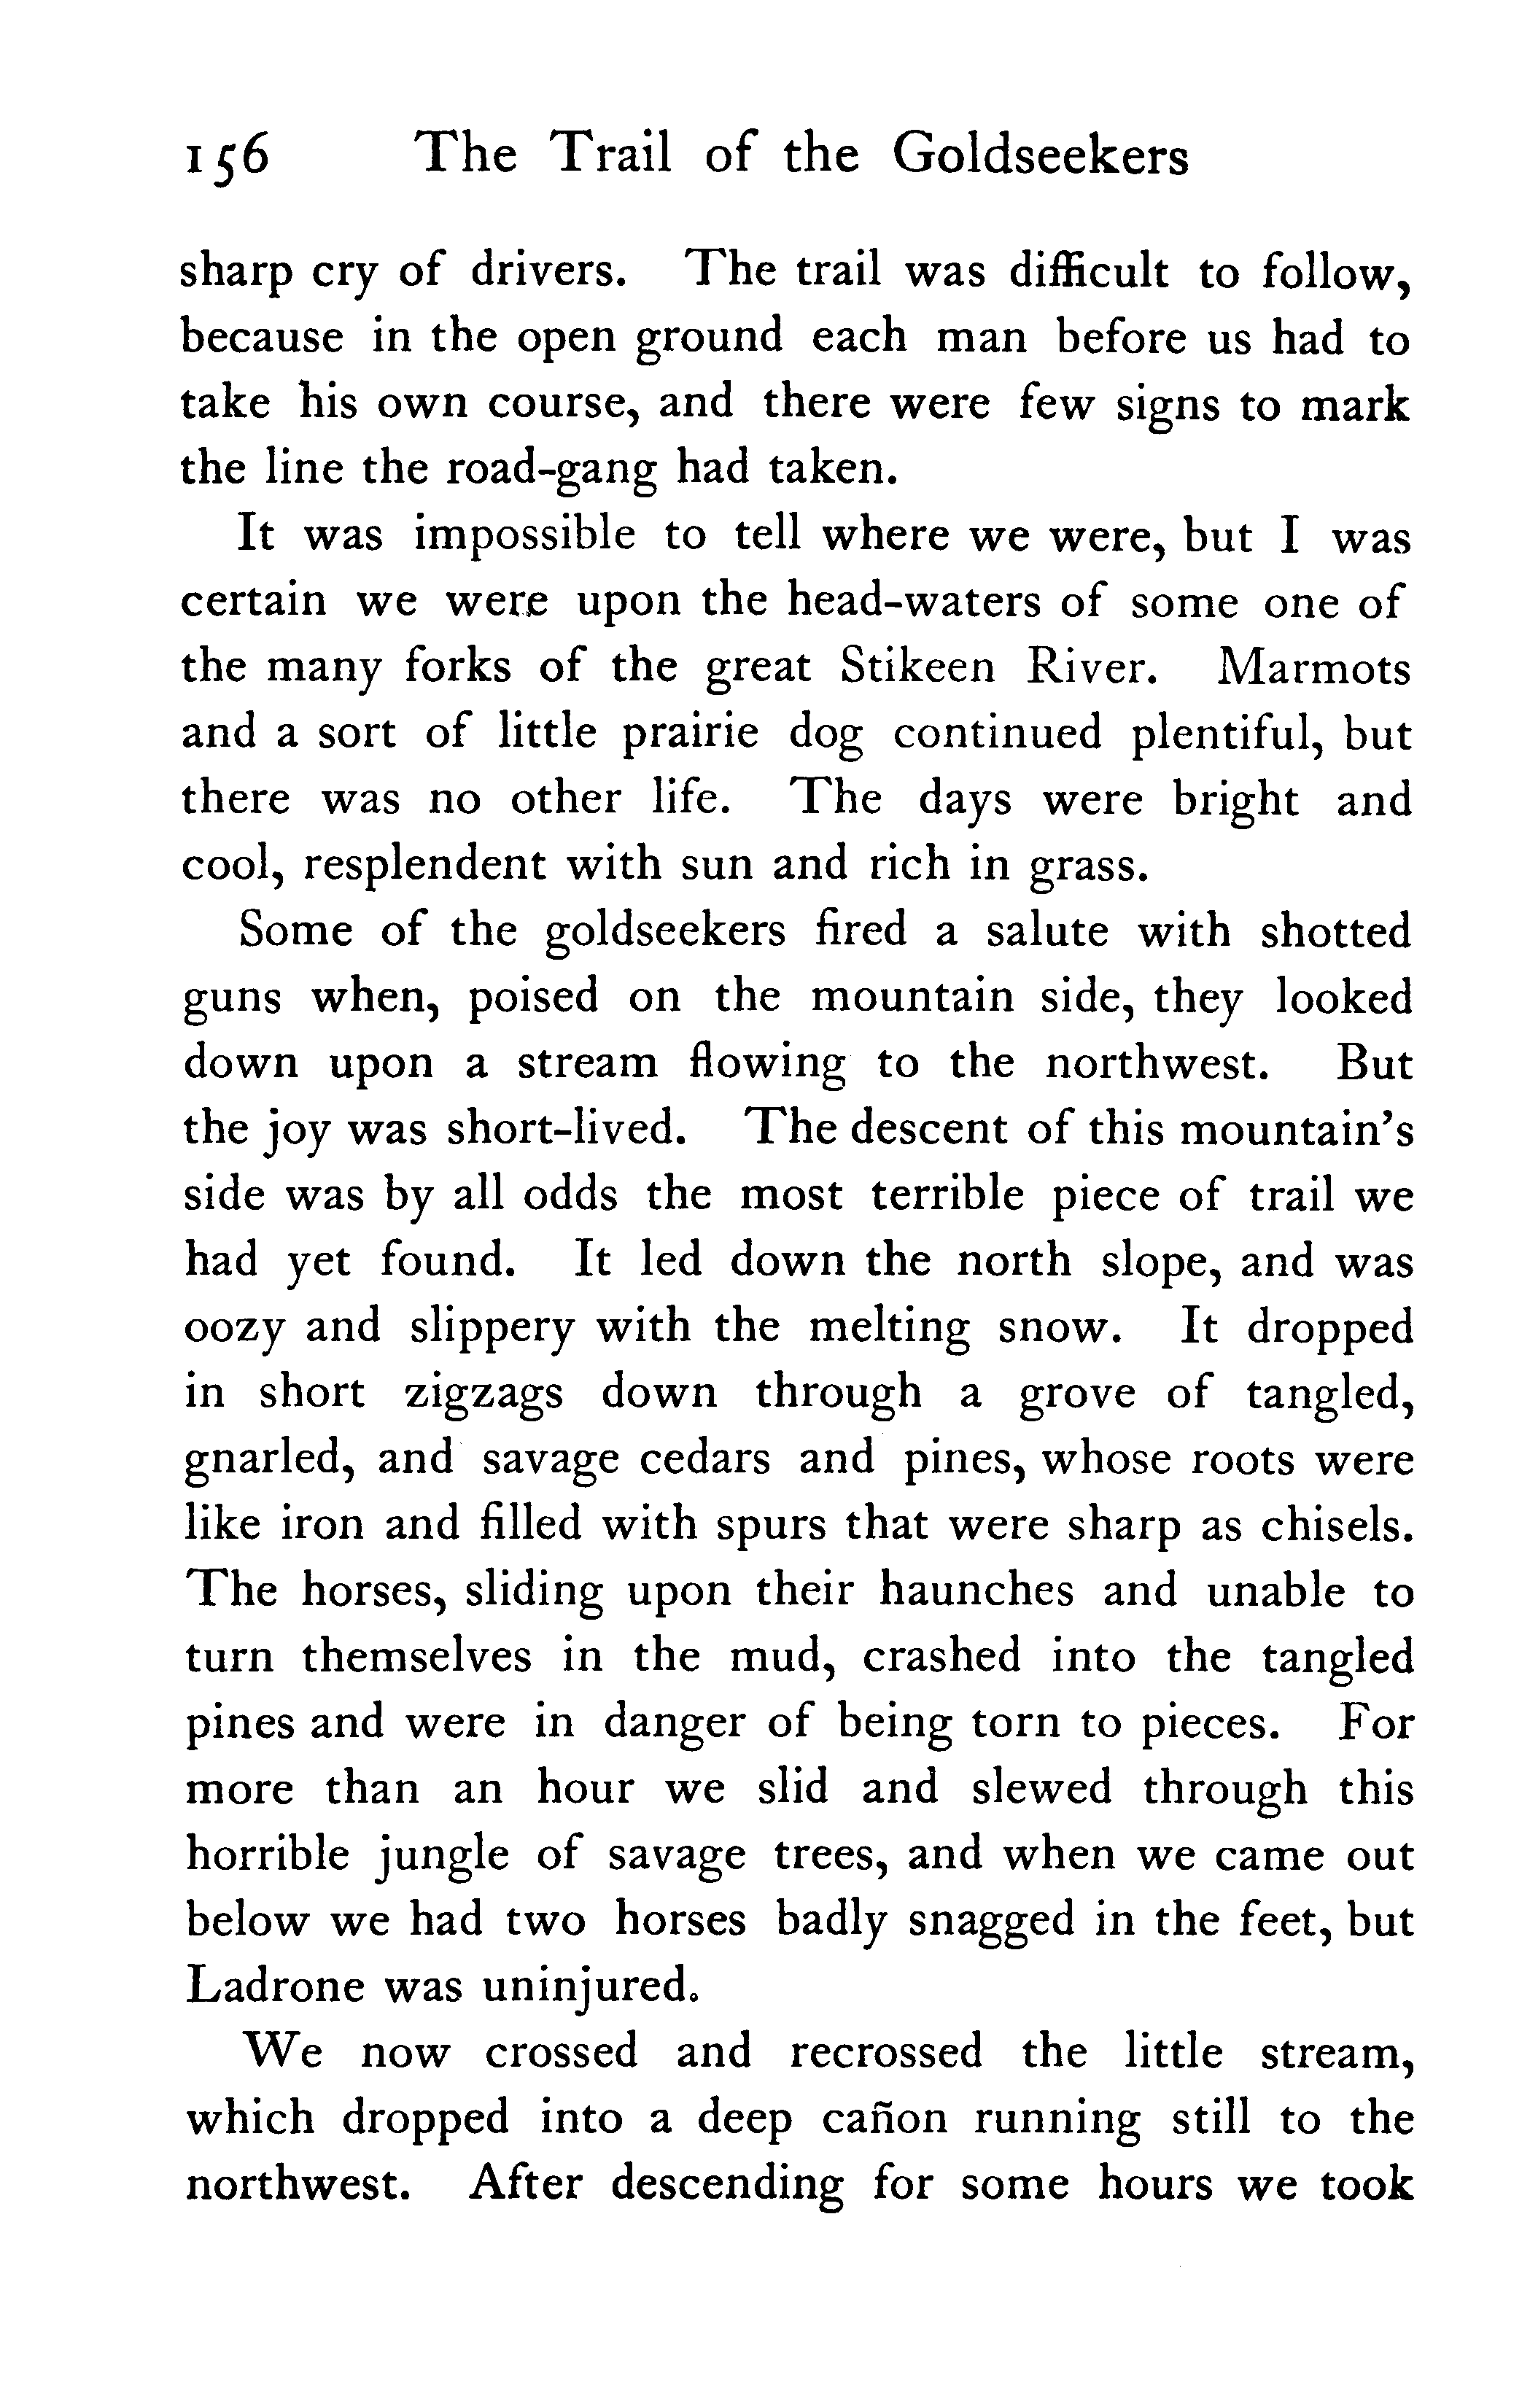 156 The Trail of the Goldseekers
sharp cry of drivers. The trail was difficult to follow,
because in the open ground each man before us had to
take his own course, and there were few signs to mark
the line the road-gang had taken.
It was impossible to tell where we were, but I was
certain we were upon the head-waters of some one of
the many forks of the great Stikeen River. Marmots
and a sort of little prairie dog continued plentiful, but
there was no other life. The days were bright and
cool, resplendent with sun and rich in grass.
Some of the goldseekers fired a salute with shotted
guns when, poised on the mountain side, they looked
down upon a stream flowing to the northwest. But
the joy was short-lived. The descent of this mountain's
side was by all odds the most terrible piece of trail we
had yet found. It led down the north slope, and was
oozy and slippery with the melting snow. It dropped
in short zigzags down through a grove of tangled,
gnarled, and savage cedars and pines, whose roots were
like iron and filled with spurs that were sharp as chisels.
The horses, sliding upon their haunches and unable to
turn themselves in the mud, crashed into the tangled
pines and were in danger of being torn to pieces. For
more than an hour we slid and slewed through this
horrible jungle of savage trees, and when we came out
below we had two horses badly snagged in the feet, but
Ladrone was uninjured.
We now crossed and recrossed the little stream,
which dropped into a deep cañon running still to the
northwest. After descending for some hours we took